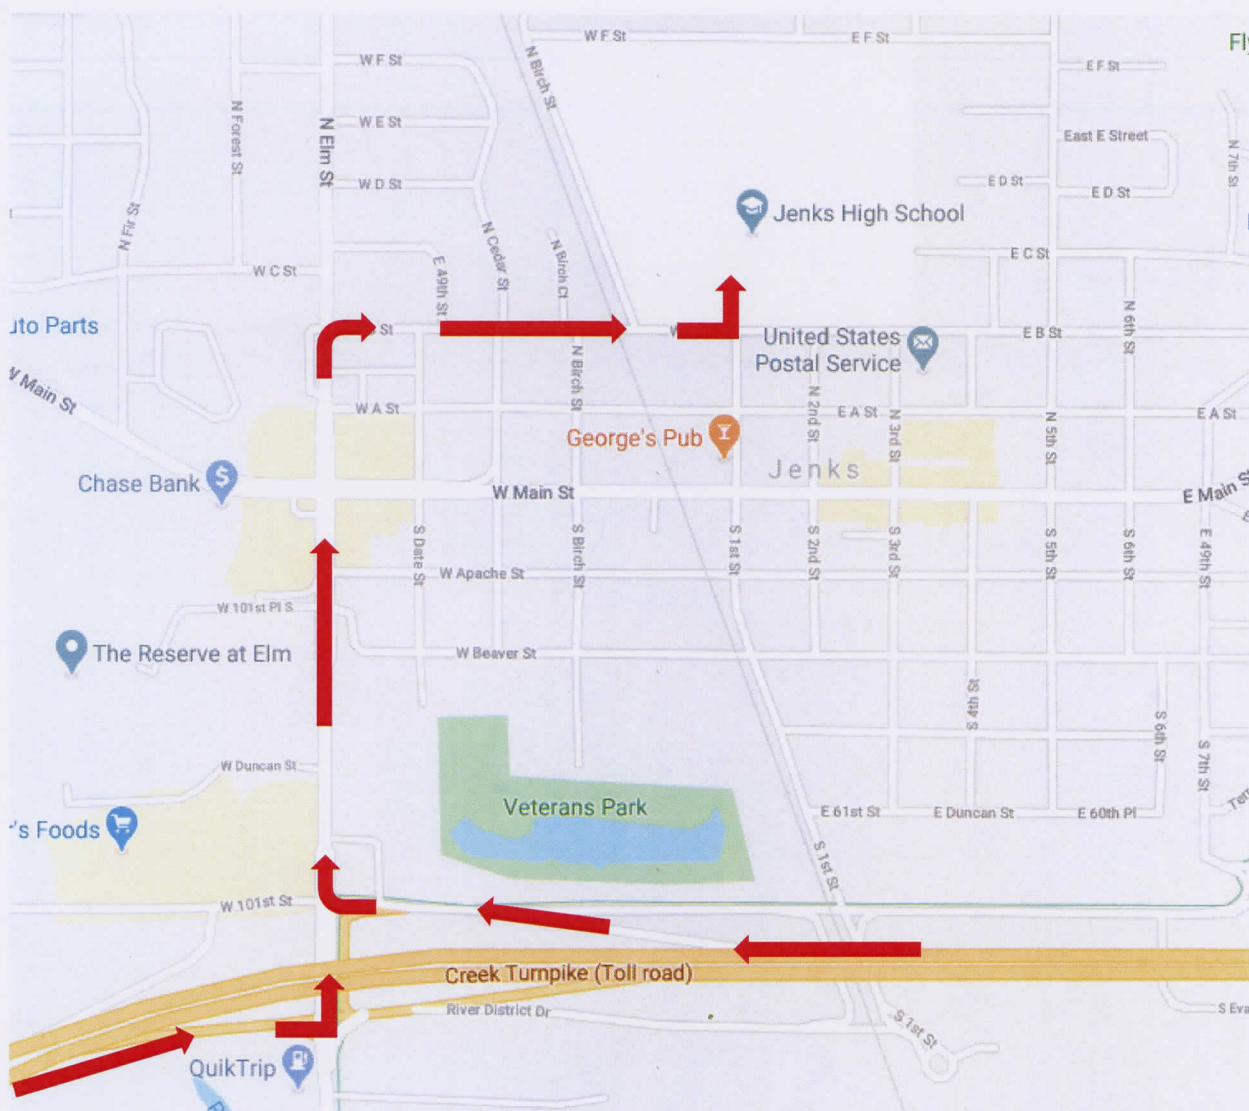 W F St
E F St
Fly
W F St
N Birch St
E F St
N Forest St
N Elm St
W E St
East E Street
N 7th St
W D St
E D St
E D St
Jenks High School
N Fir St
N Cedar St
N Birch Ct
E C St
W C St
E 49th St
uto Parts
St
W
United States
Postal Service
E B St
N 6th St
W Main St
N Birch St
W A St
N 2nd St
E A St
N 3rd St
N 5th St
E A St
George's Pub
Jenks
Chase Bank
W Main St
E Main St
S Date St
S Birch St
S 1st St
S 2nd St
S 3rd St
S 5th St
S 6th St
E 49th St
W Apache St
W 101st Pl S
The Reserve at Elm
W Beaver St
S 4th St
S 6th St
S 7th St
W Duncan St
Veterans Park
E 61st St
E Duncan St
E 60th Pl
Terr
r's Foods
S 1st St
W 101st St
Creek Turnpike (Toll road)
River District Dr
S 1st St
S Eva
QuikTrip